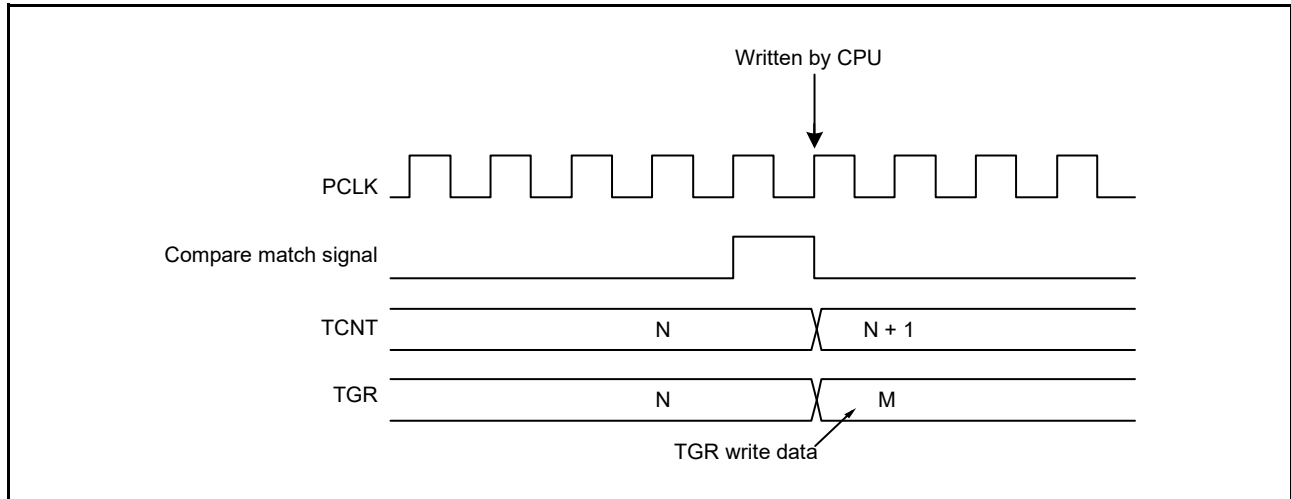 Written by CPU
PCLK
Compare match signal
TCNT
N
N + 1
TGR
N
M
TGR write data